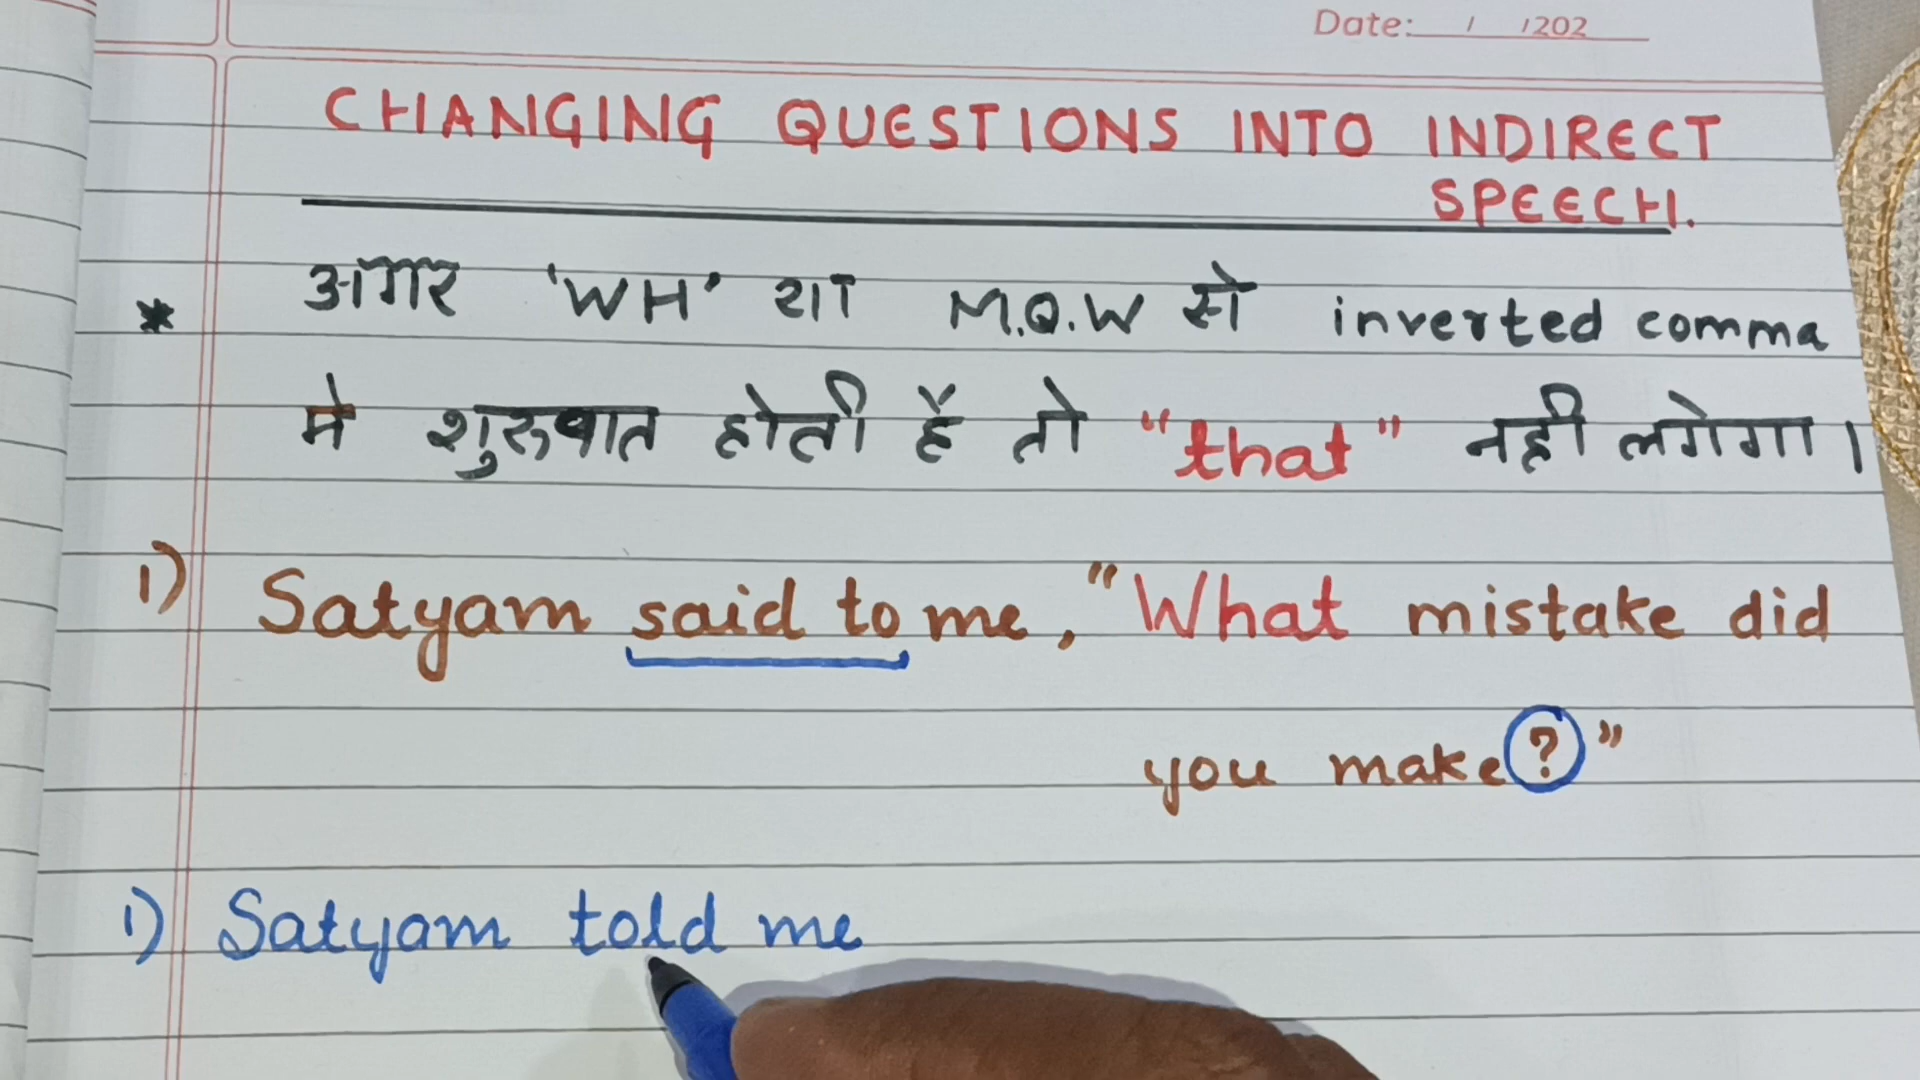 Date: / /202
CHANGING QUESTIONS INTO INDIRECT
SPEECH.
* अगर 'WH' या M.Q.W से inverted comma
मे शुरुवात होती हैं तो "that" नही लगेगा।
1) Satyam said to me, "What mistake did
you make?"
1) Satyam told me